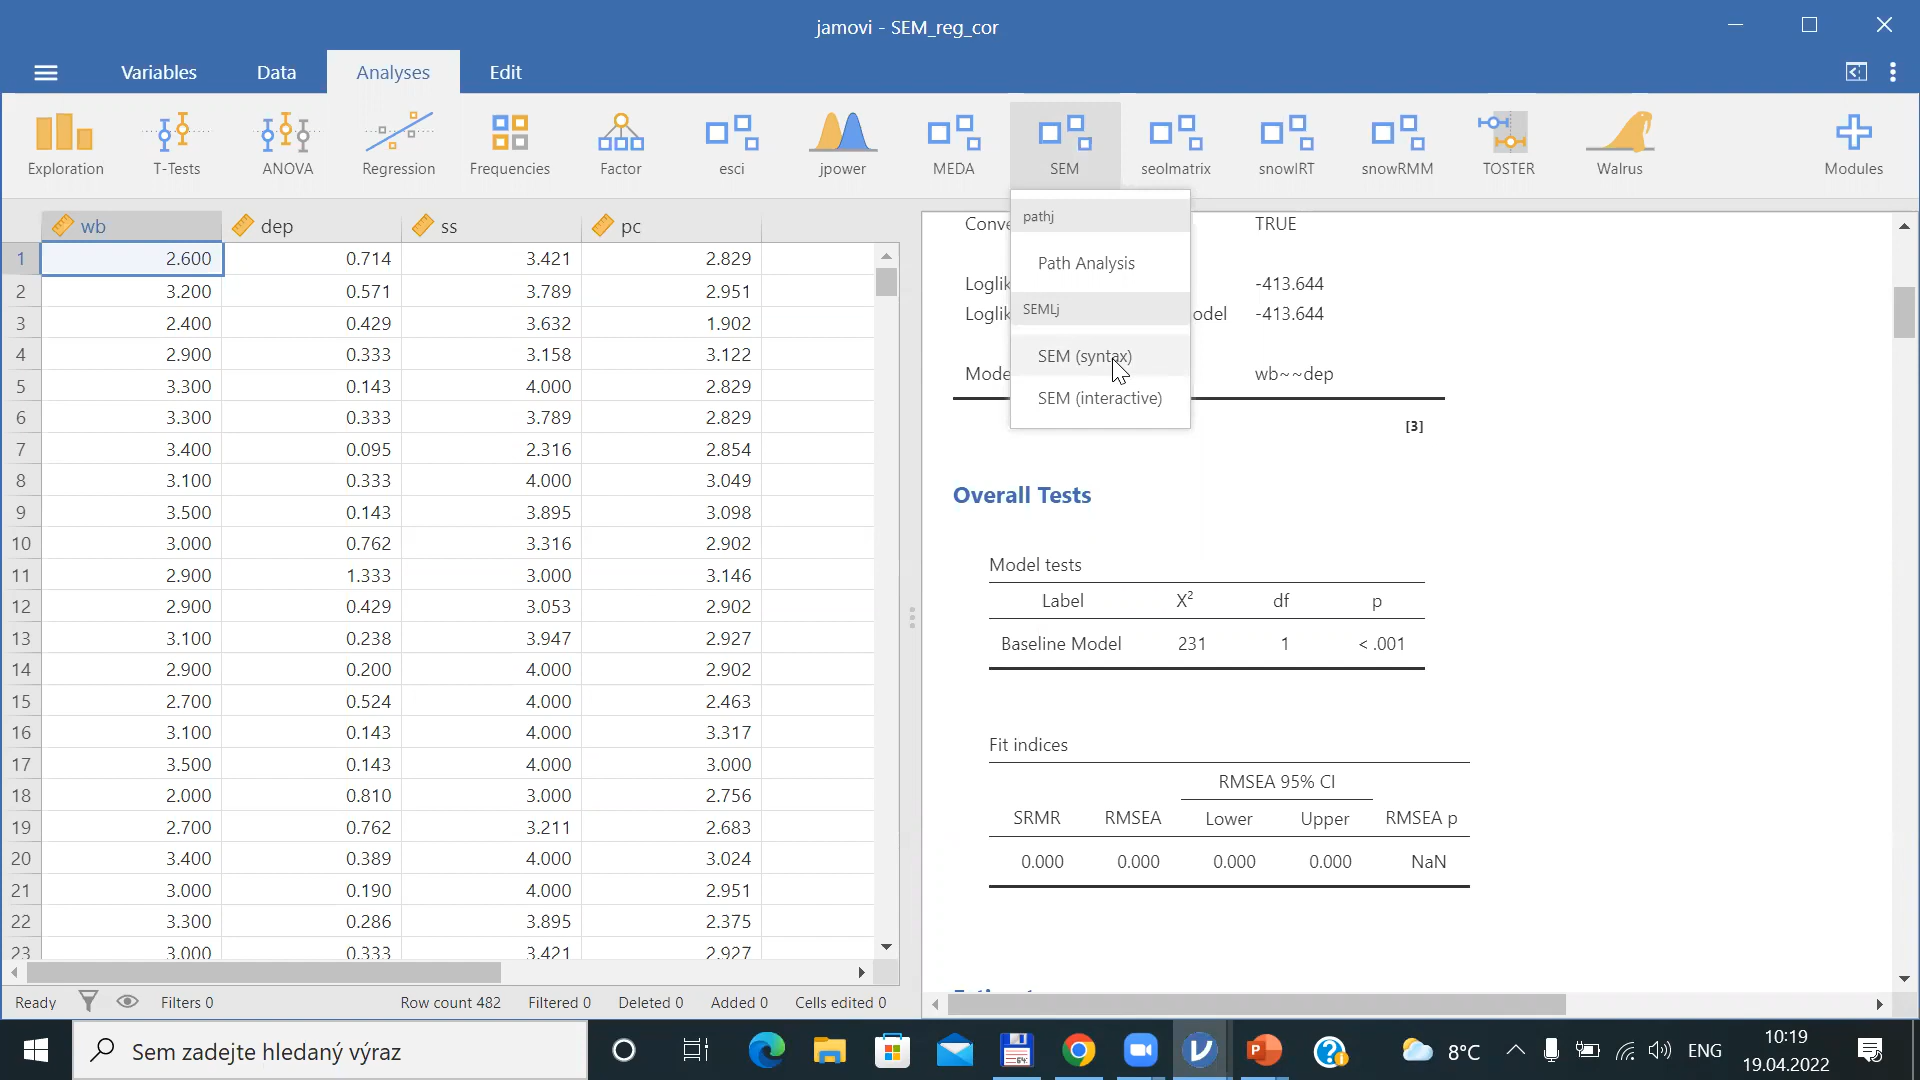 jamovi - SEM_reg_cor
Variables Data Analyses Edit
Exploration T-Tests ANOVA Regression Frequencies Factor esci jpower MEDA SEM seolmatrix snowIRT snowRMM TOSTER Walrus Modules
pathj
Path Analysis
SEMLj
SEM (syntax)
SEM (interactive)
wb dep ss pc
1 2.600 0.714 3.421 2.829
2 3.200 0.571 3.789 2.951
3 2.400 0.429 3.632 1.902
4 2.900 0.333 3.158 3.122
5 3.300 0.143 4.000 2.829
6 3.300 0.333 3.789 2.829
7 3.400 0.095 2.316 2.854
8 3.100 0.333 4.000 3.049
9 3.500 0.143 3.895 3.098
10 3.000 0.762 3.316 2.902
11 2.900 1.333 3.000 3.146
12 2.900 0.429 3.053 2.902
13 3.100 0.238 3.947 2.927
14 2.900 0.200 4.000 2.902
15 2.700 0.524 4.000 2.463
16 3.100 0.143 4.000 3.317
17 3.500 0.143 4.000 3.000
18 2.000 0.810 3.000 2.756
19 2.700 0.762 3.211 2.683
20 3.400 0.389 4.000 3.024
21 3.000 0.190 4.000 2.951
22 3.300 0.286 3.895 2.375
23 3.000 0.333 3.421 2.927
Conve TRUE
Loglik -413.644
Loglik odel -413.644
Mode wb~~dep
[3]
Overall Tests
Model tests
Label X² df p
Baseline Model 231 1 < .001
Fit indices
RMSEA 95% CI
SRMR RMSEA Lower Upper RMSEA p
0.000 0.000 0.000 0.000 NaN
Ready Filters 0 Row count 482 Filtered 0 Deleted 0 Added 0 Cells edited 0
Sem zadejte hledaný výraz
8°C ENG
10:19
19.04.2022